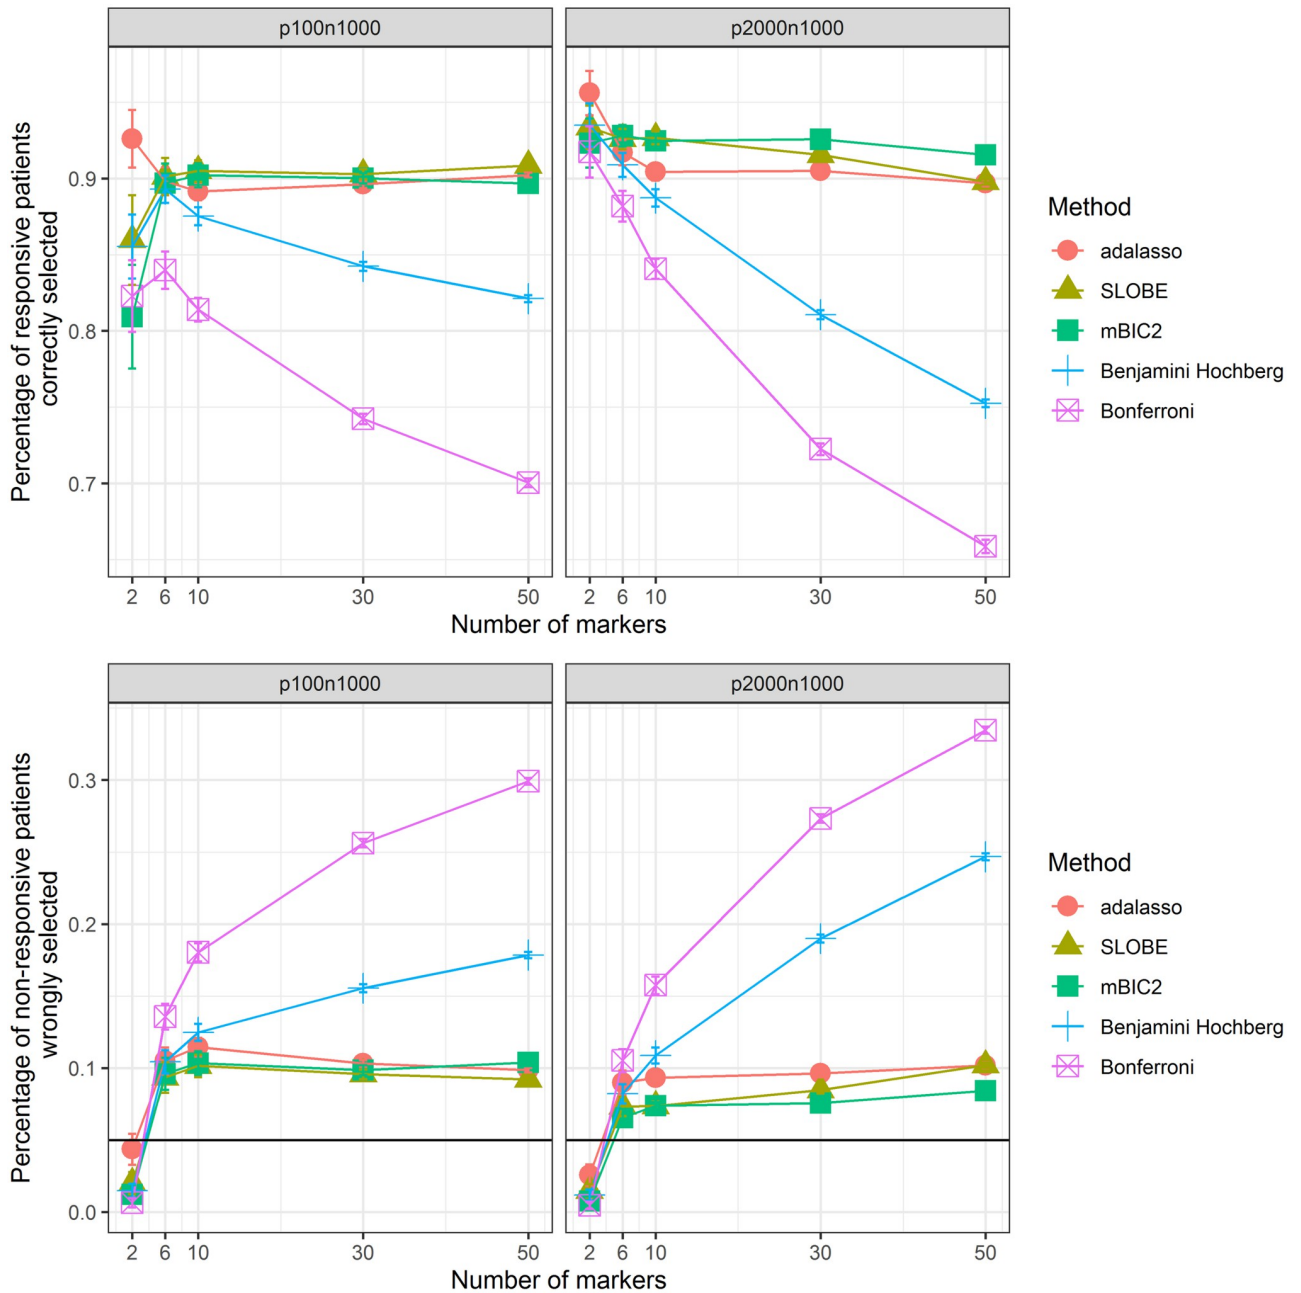 p100n1000
p2000n1000
Percentage of responsive patients
correctly selected
0.9
0.8
0.7
2 6 10 30 50
2 6 10 30 50
Number of markers
Method
adalasso
SLOBE
mBIC2
Benjamini Hochberg
Bonferroni
p100n1000
p2000n1000
Percentage of non-responsive patients
wrongly selected
0.3
0.2
0.1
0.0
2 6 10 30 50
2 6 10 30 50
Number of markers
Method
adalasso
SLOBE
mBIC2
Benjamini Hochberg
Bonferroni